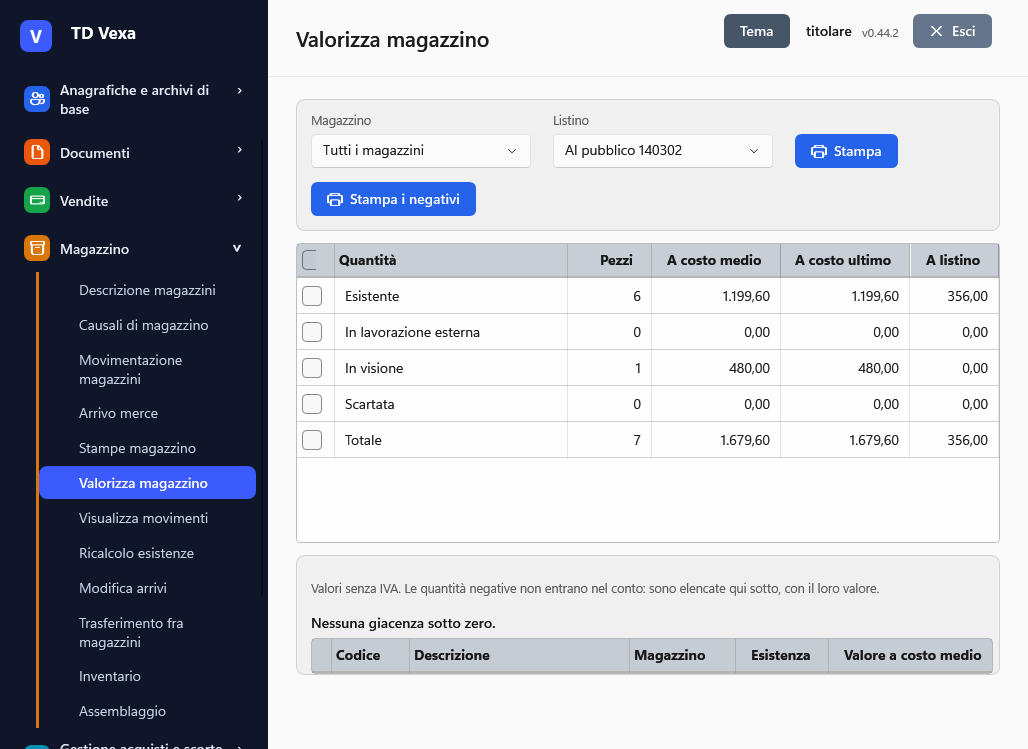 V TD Vexa
Anagrafiche e archivi di
base
Documenti
Vendite
Magazzino
Descrizione magazzini
Causali di magazzino
Movimentazione
magazzini
Arrivo merce
Stampe magazzino
Valorizza magazzino
Visualizza movimenti
Ricalcolo esistenze
Modifica arrivi
Trasferimento fra
magazzini
Inventario
Assemblaggio
Gestione acquisti e scorte
Valorizza magazzino
Tema titolare v0.44.2 Esci
Magazzino Listino
Tutti i magazzini Al pubblico 140302 Stampa
Stampa i negativi
Quantità Pezzi A costo medio A costo ultimo A listino
Esistente 6 1.199,60 1.199,60 356,00
In lavorazione esterna 0 0,00 0,00 0,00
In visione 1 480,00 480,00 0,00
Scartata 0 0,00 0,00 0,00
Totale 7 1.679,60 1.679,60 356,00
Valori senza IVA. Le quantità negative non entrano nel conto: sono elencate qui sotto, con il loro valore.
Nessuna giacenza sotto zero.
Codice Descrizione Magazzino Esistenza Valore a costo medio